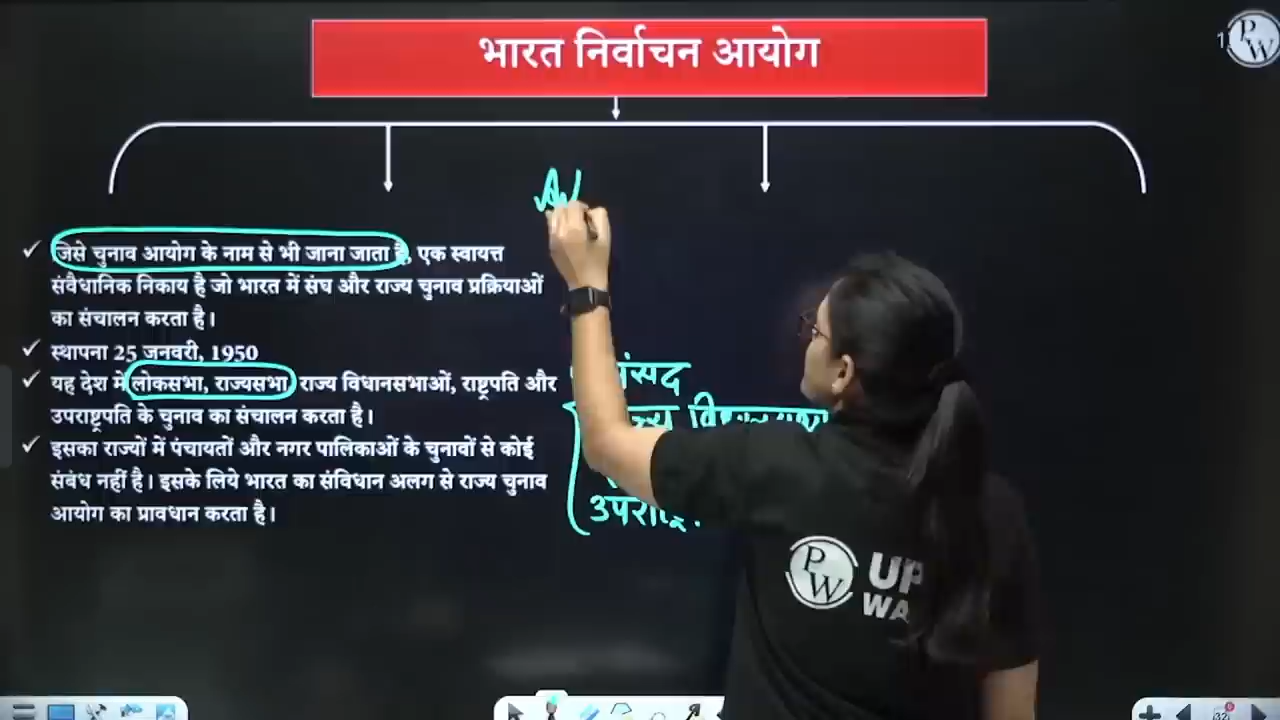 भारत निर्वाचन आयोग
PW
जिसे चुनाव आयोग के नाम से भी जाना जाता है, एक स्वायत्त
संवैधानिक निकाय है जो भारत में संघ और राज्य चुनाव प्रक्रियाओं
का संचालन करता है।
स्थापना 25 जनवरी, 1950
यह देश में लोकसभा, राज्यसभा राज्य विधानसभाओं, राष्ट्रपति और
उपराष्ट्रपति के चुनाव का संचालन करता है।
इसका राज्यों में पंचायतों और नगर पालिकाओं के चुनावों से कोई
संबंध नहीं है। इसके लिये भारत का संविधान अलग से राज्य चुनाव
आयोग का प्रावधान करता है।
PW UP
WA